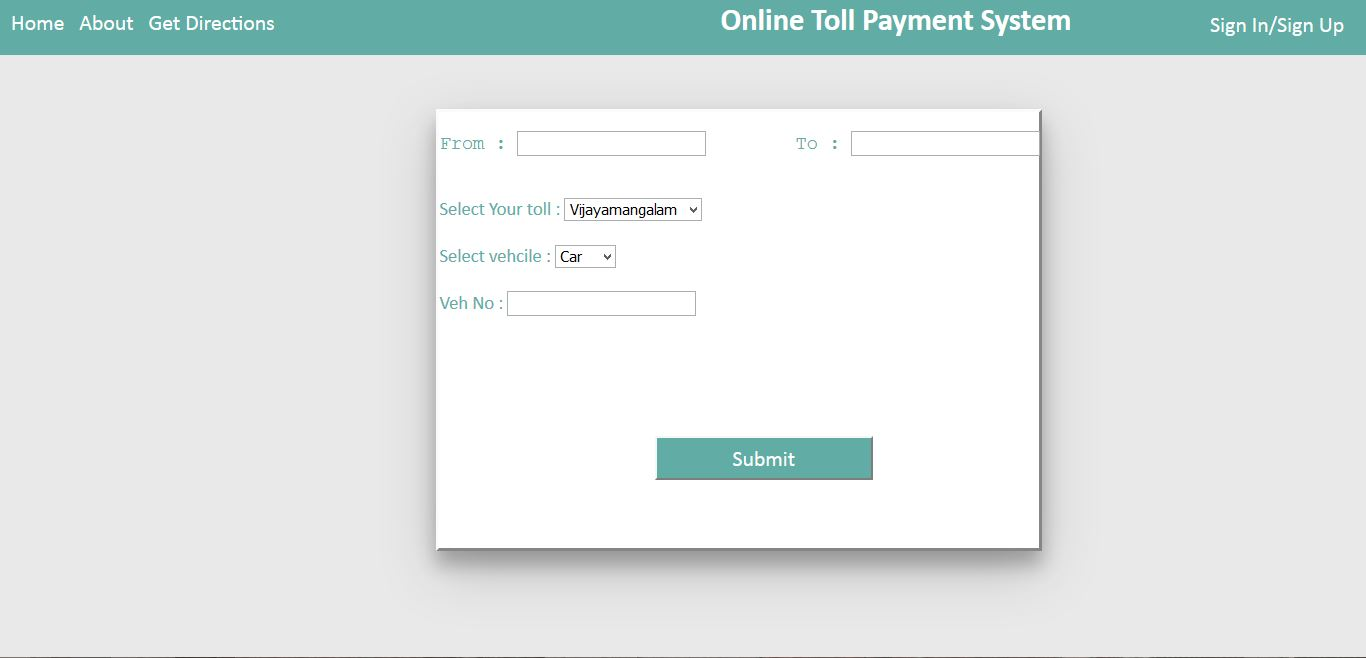 Home About Get Directions Online Toll Payment System Sign In/Sign Up
From : To :
Select Your toll : Vijayamangalam
Select vehcile : Car
Veh No :
Submit